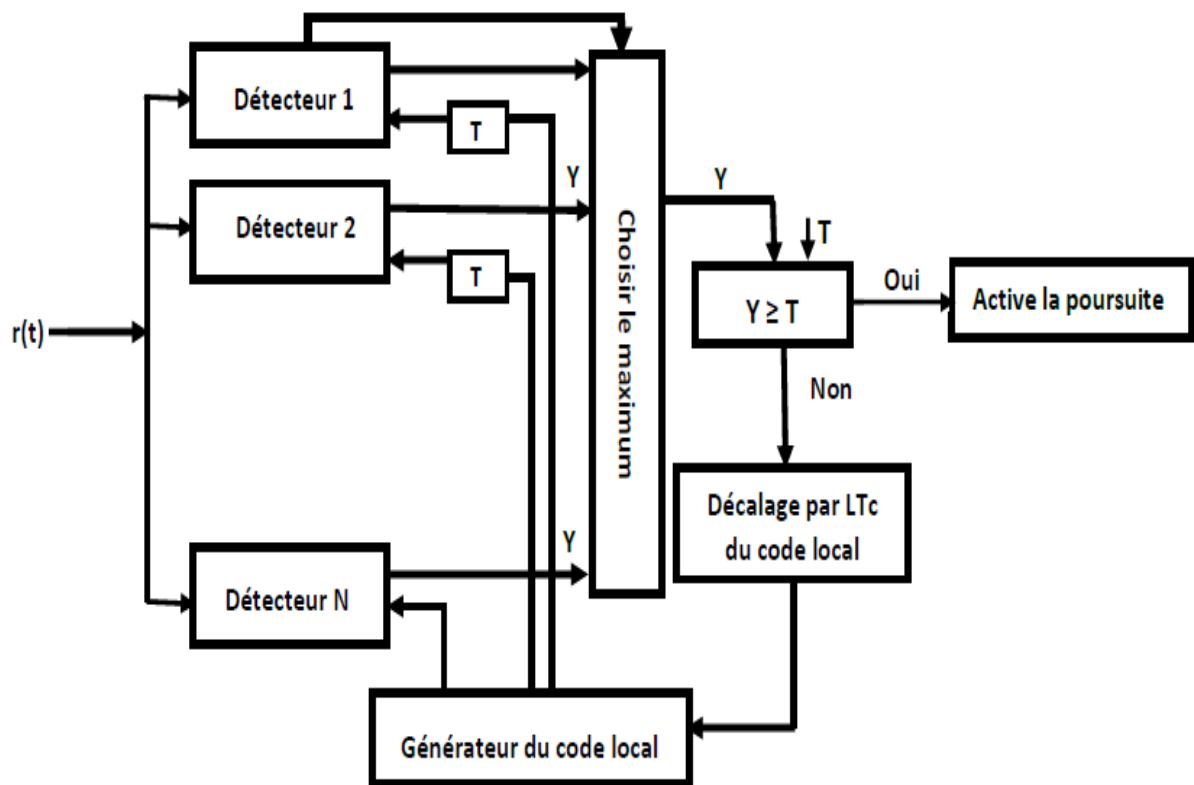 Détecteur 1
T
Y
Détecteur 2
T
r(t)
Choisir le maximum
Y
T
Y ≥ T
Oui
Active la poursuite
Non
Décalage par LTc
du code local
Y
Détecteur N
Générateur du code local